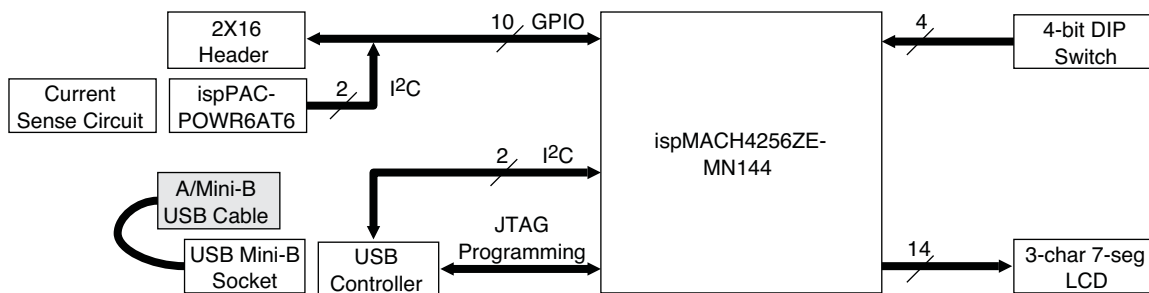 2X16
Header
10 GPIO
4
4-bit DIP
Switch
Current
Sense Circuit
ispPAC-
POWR6AT6
2 I²C
ispMACH4256ZE-
MN144
2 I²C
A/Mini-B
USB Cable
USB Mini-B
Socket
USB
Controller
JTAG
Programming
14
3-char 7-seg
LCD